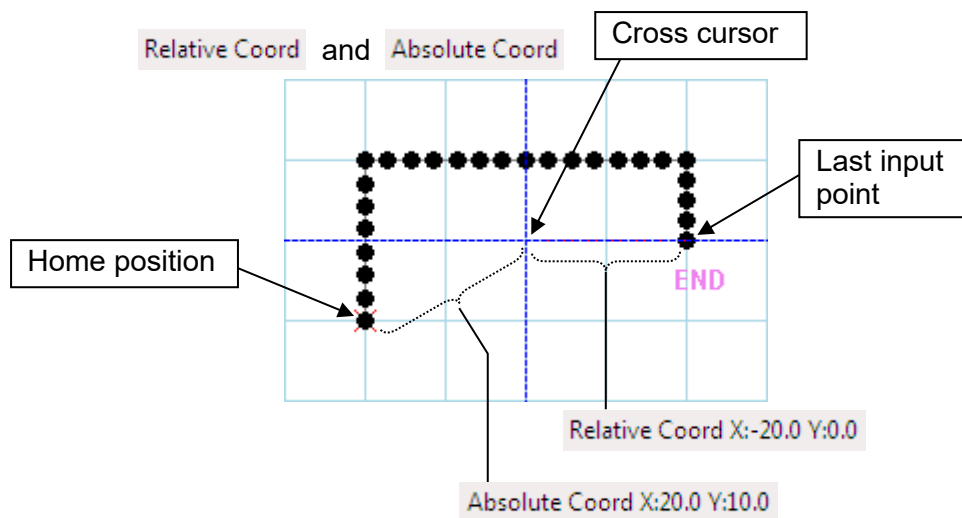 Cross cursor
Relative Coord and Absolute Coord
Last input
point
Home position
END
Relative Coord X:-20.0 Y:0.0
Absolute Coord X:20.0 Y:10.0